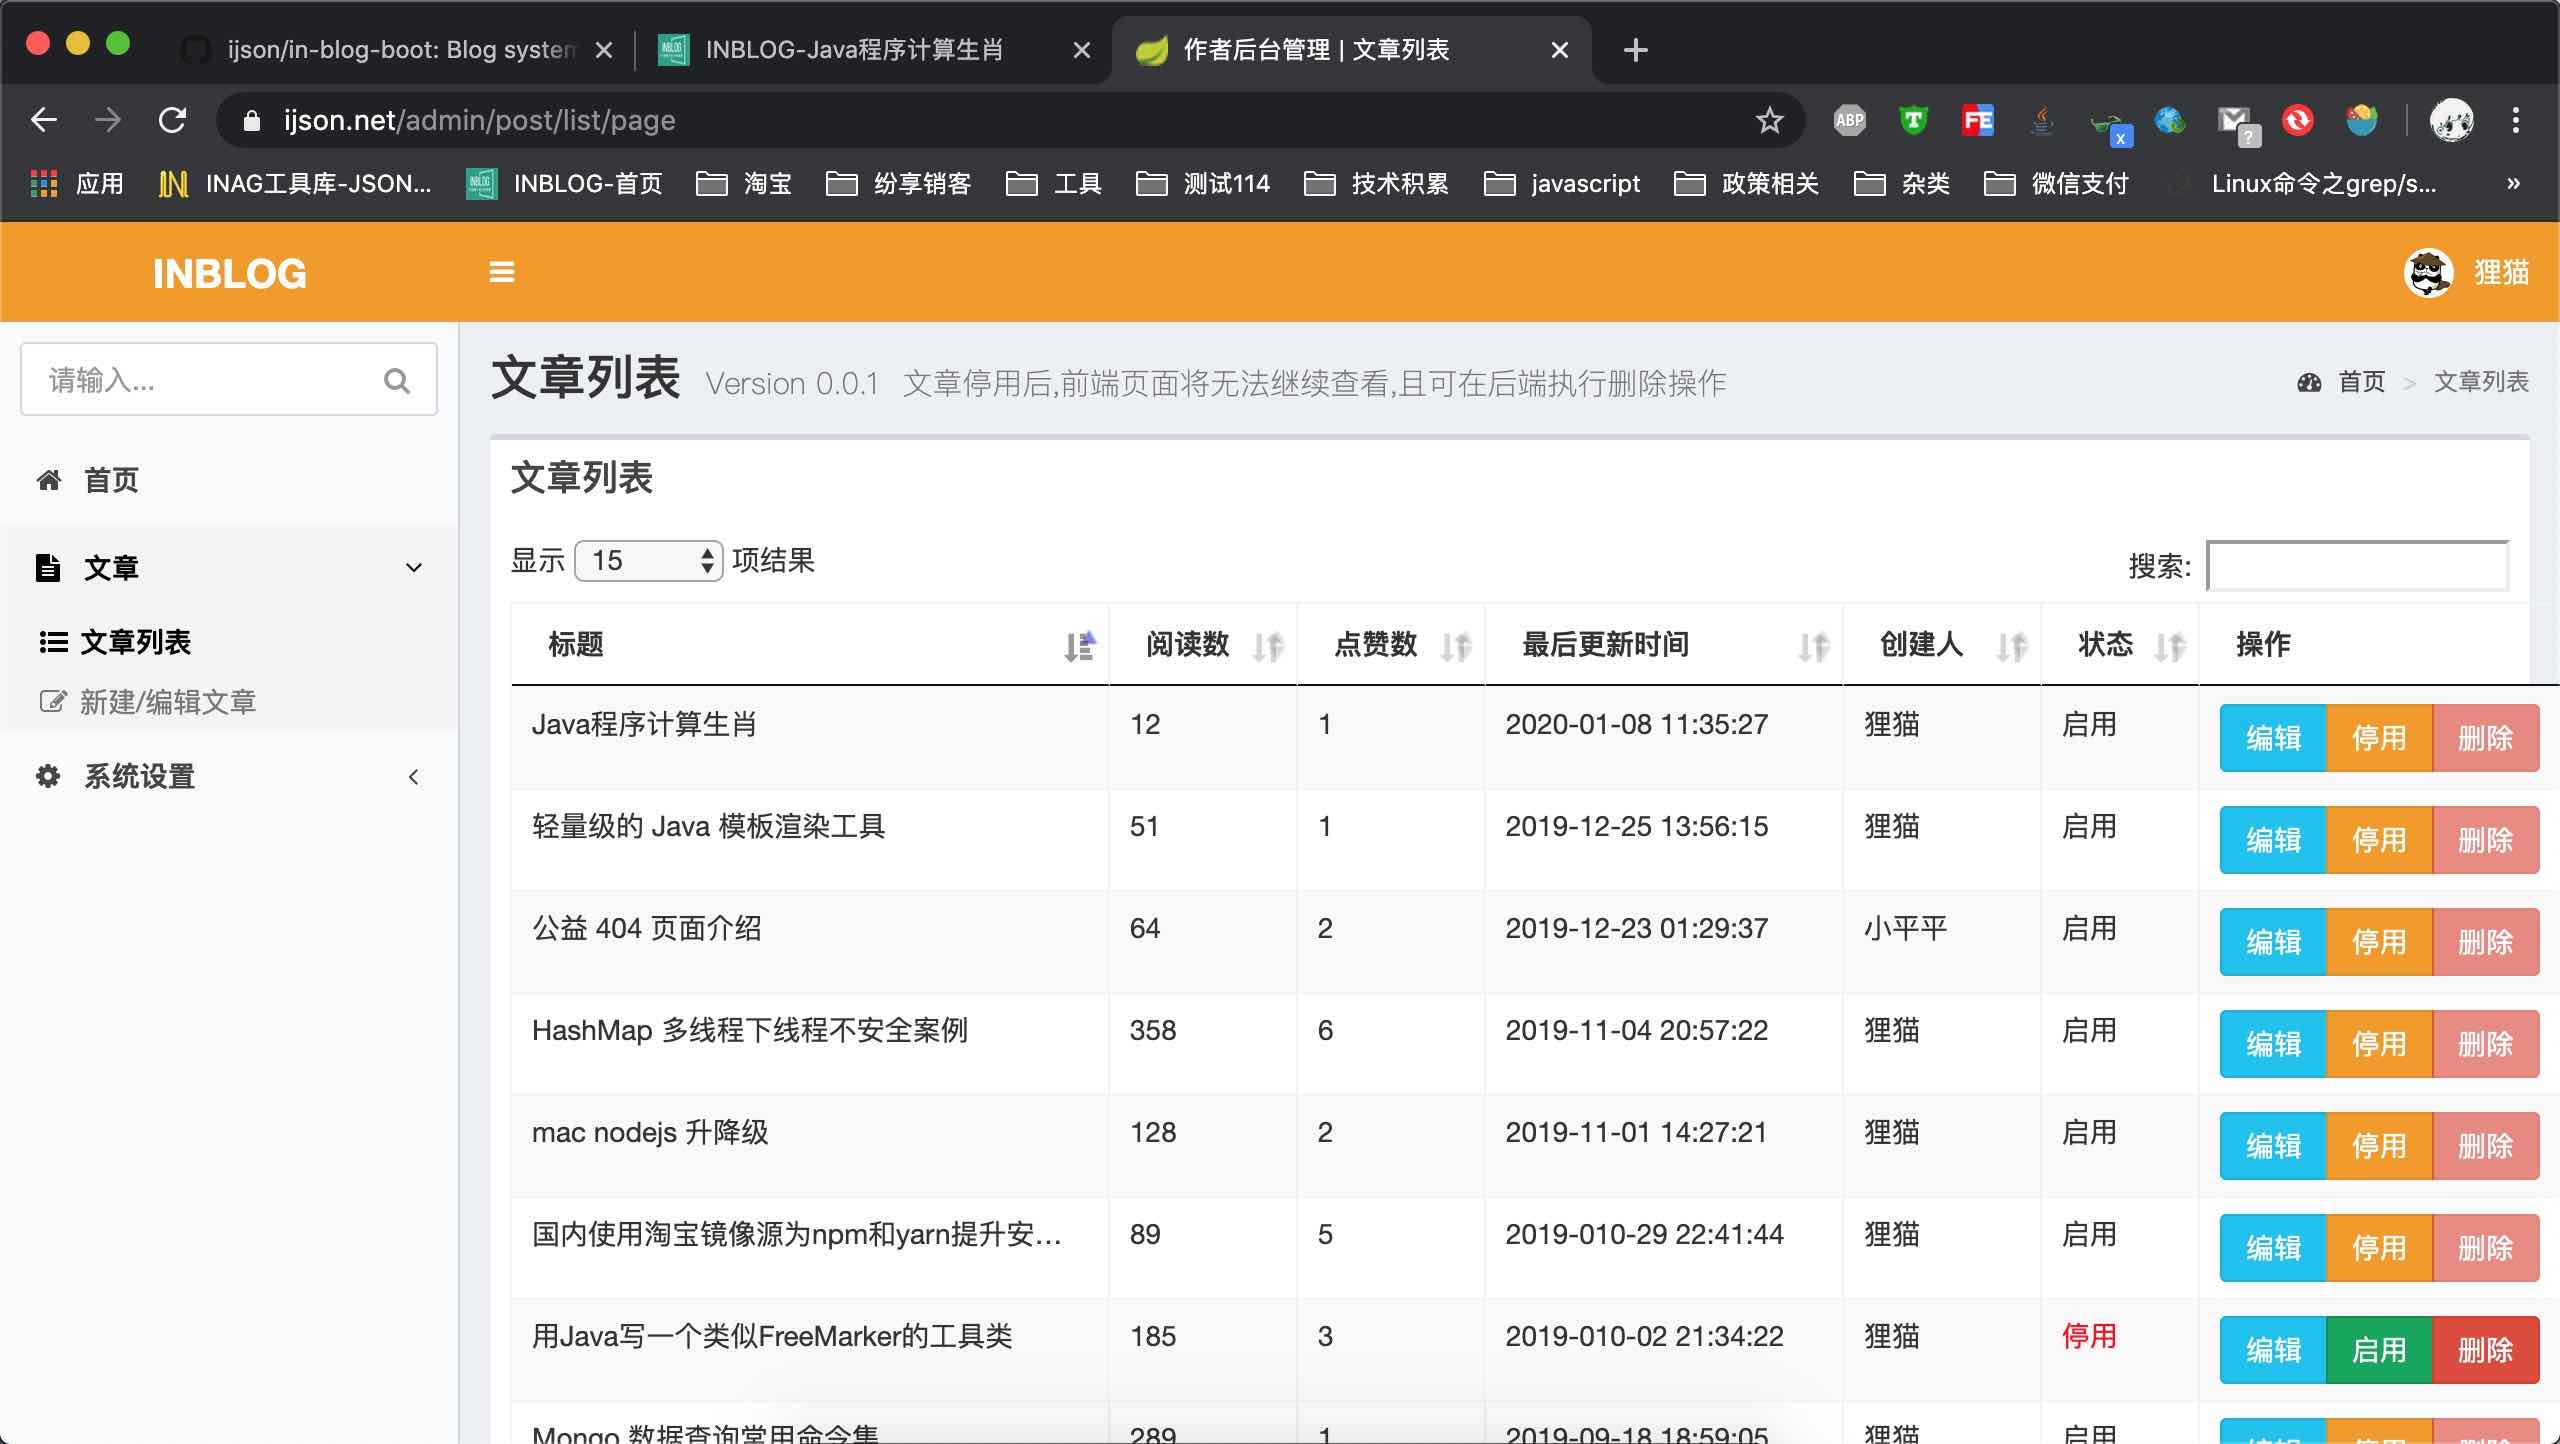 ijson/in-blog-boot: Blog system
INBLOG-Java程序计算生肖
作者后台管理 | 文章列表
ijson.net/admin/post/list/page
ABP
T
FE
x
?
应用
INAG工具库-JSON...
INBLOG-首页
淘宝
纷享销客
工具
测试114
技术积累
javascript
政策相关
杂类
微信支付
Linux命令之grep/s...
»
INBLOG
狸猫
请输入...
首页
文章
文章列表
新建/编辑文章
系统设置
文章列表 Version 0.0.1 文章停用后,前端页面将无法继续查看,且可在后端执行删除操作
首页 > 文章列表
文章列表
显示 15 项结果
搜索:
标题 阅读数 点赞数 最后更新时间 创建人 状态 操作
Java程序计算生肖 12 1 2020-01-08 11:35:27 狸猫 启用 编辑 停用 删除
轻量级的 Java 模板渲染工具 51 1 2019-12-25 13:56:15 狸猫 启用 编辑 停用 删除
公益 404 页面介绍 64 2 2019-12-23 01:29:37 小平平 启用 编辑 停用 删除
HashMap 多线程下线程不安全案例 358 6 2019-11-04 20:57:22 狸猫 启用 编辑 停用 删除
mac nodejs 升降级 128 2 2019-11-01 14:27:21 狸猫 启用 编辑 停用 删除
国内使用淘宝镜像源为npm和yarn提升安... 89 5 2019-010-29 22:41:44 狸猫 启用 编辑 停用 删除
用Java写一个类似FreeMarker的工具类 185 3 2019-010-02 21:34:22 狸猫 停用 编辑 启用 删除
Mongo 数据查询常用命令集 289 1 2019-09-18 18:59:05 狸猫 启用 编辑 停用 删除